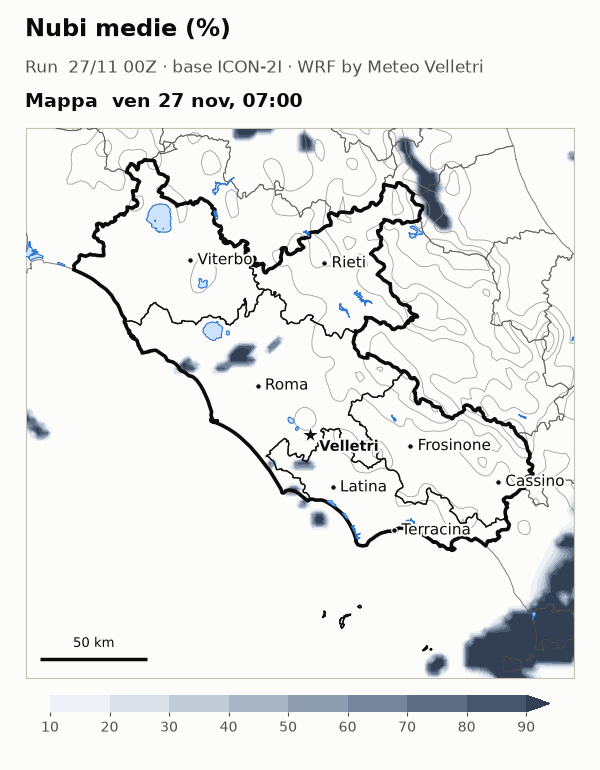 Nubi medie (%)
Run  27/11 00Z · base ICON-2I · WRF by Meteo Velletri
Mappa  ven 27 nov, 07:00
Viterbo
Rieti
Roma
Velletri
Frosinone
Cassino
Latina
Terracina
50 km
10 20 30 40 50 60 70 80 90